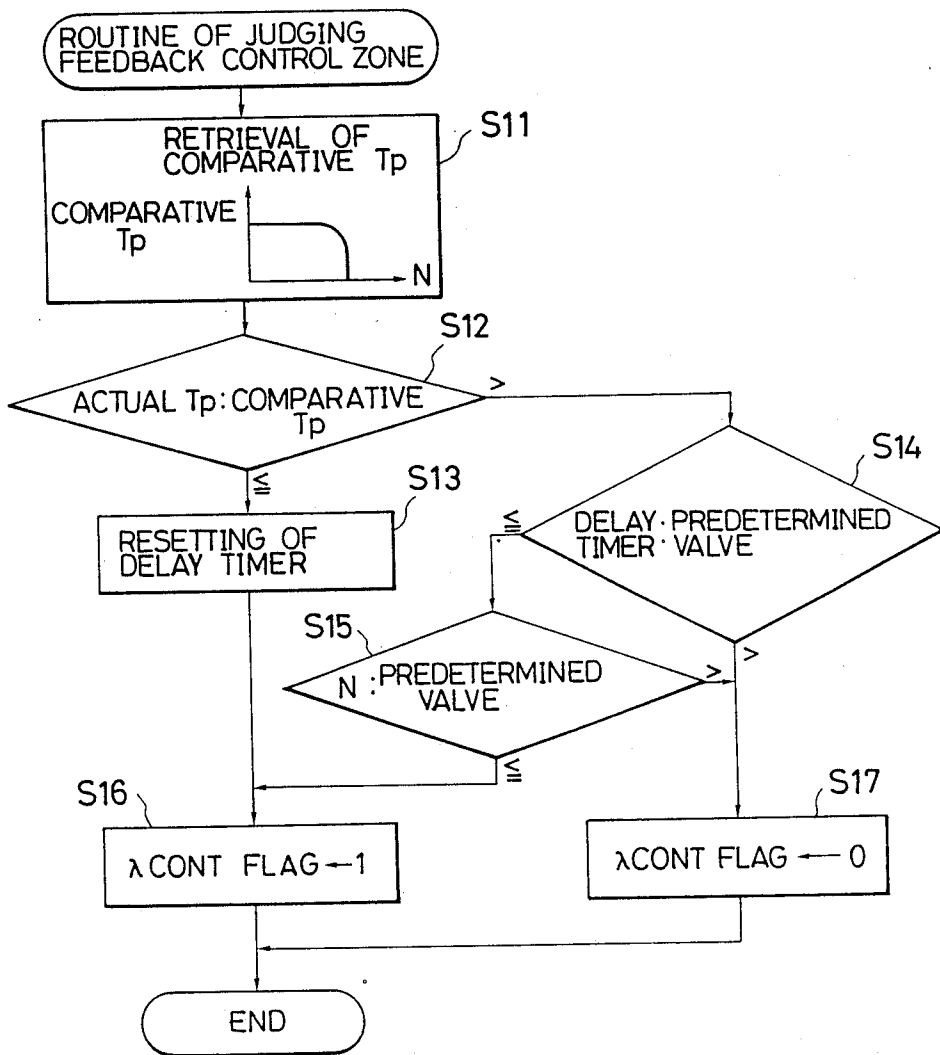 ROUTINE OF JUDGING
FEEDBACK CONTROL ZONE
S11
RETRIEVAL OF
COMPARATIVE Tp
COMPARATIVE
Tp
N
S12
ACTUAL Tp : COMPARATIVE
Tp
>
≦
S13
RESETTING OF
DELAY TIMER
S14
DELAY : PREDETERMINED
TIMER VALVE
≦
>
S15
N : PREDETERMINED
VALVE
>
≦
S16
λ CONT FLAG ← 1
S17
λ CONT FLAG ← 0
END